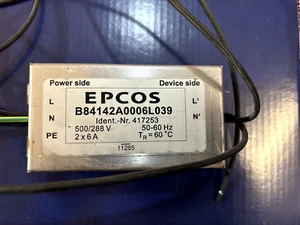 Power side Device side
EPCOS
L B84142A0006L039 L'
Ident.-Nr. 417253
N N'
500/288 V 50-60 Hz
PE 2 x 6 A TR = 60 °C
11285